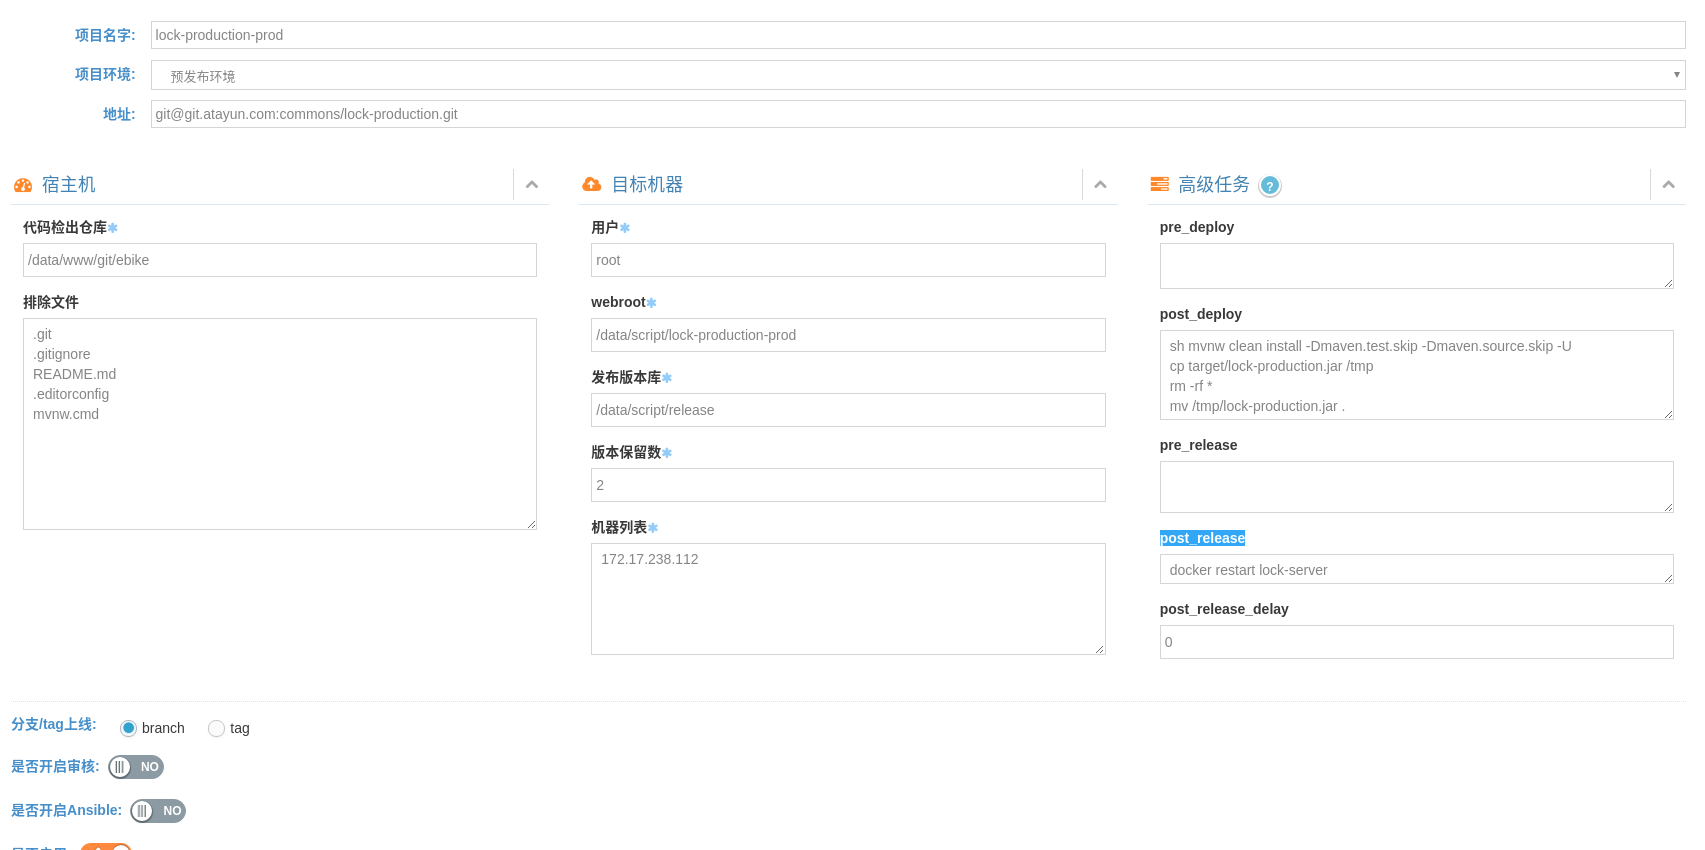 项目名字: lock-production-prod
项目环境: 预发布环境
地址: git@git.atayun.com:commons/lock-production.git
宿主机
代码检出仓库✱
/data/www/git/ebike
排除文件
.git
.gitignore
README.md
.editorconfig
mvnw.cmd
目标机器
用户✱
root
webroot✱
/data/script/lock-production-prod
发布版本库✱
/data/script/release
版本保留数✱
2
机器列表✱
172.17.238.112
高级任务 ?
pre_deploy
post_deploy
sh mvnw clean install -Dmaven.test.skip -Dmaven.source.skip -U
cp target/lock-production.jar /tmp
rm -rf *
mv /tmp/lock-production.jar .
pre_release
post_release
docker restart lock-server
post_release_delay
0
分支/tag上线: branch tag
是否开启审核: NO
是否开启Ansible: NO